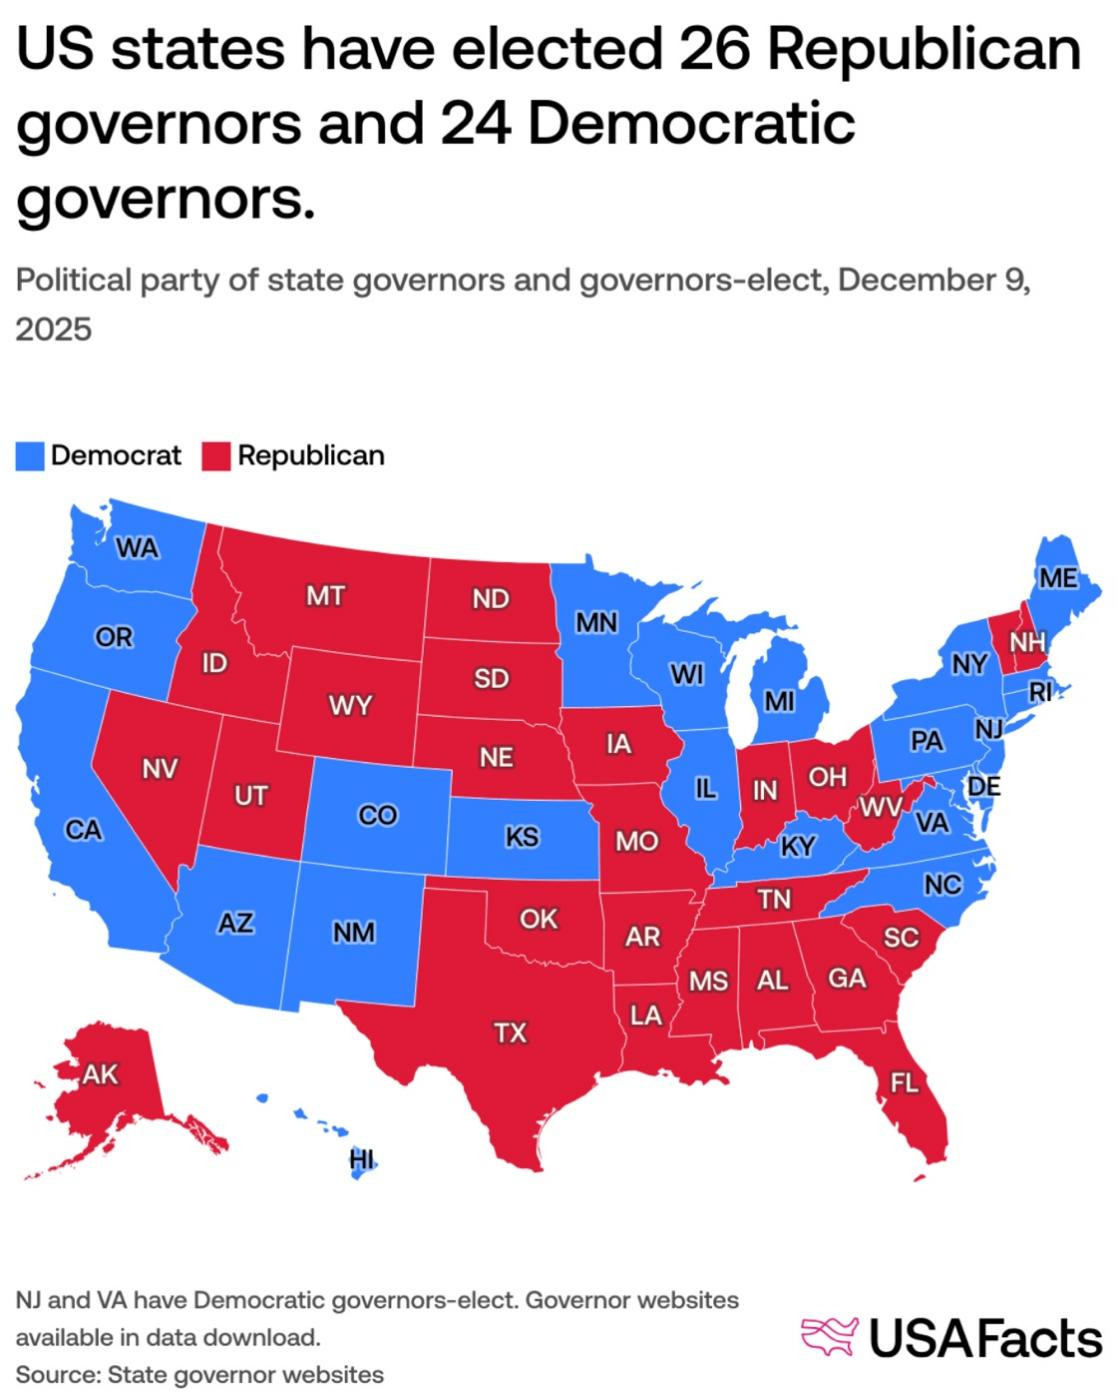 US states have elected 26 Republican
governors and 24 Democratic
governors.
Political party of state governors and governors-elect, December 9,
2025
Democrat Republican
WA
MT
ND
MN
ME
OR
ID
SD
WI
NY
NH
WY
MI
RI
NV
UT
NE
IA
IL
IN
OH
PA
NJ
CA
CO
KS
MO
KY
WV
VA
DE
AZ
NM
OK
AR
TN
NC
SC
TX
LA
MS
AL
GA
FL
AK
HI
NJ and VA have Democratic governors-elect. Governor websites
available in data download.
Source: State governor websites
USAFacts